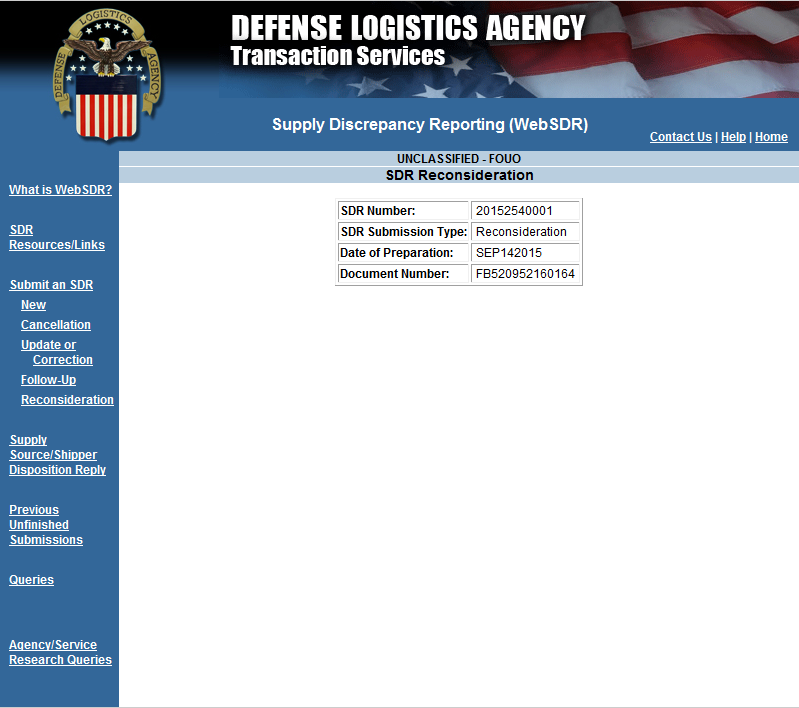 DEFENSE LOGISTICS AGENCY
DEFENSE LOGISTICS AGENCY
Transaction Services
Supply Discrepancy Reporting (WebSDR)
Contact Us | Help | Home
UNCLASSIFIED - FOUO
SDR Reconsideration
What is WebSDR?
SDR
Resources/Links
Submit an SDR
New
Cancellation
Update or
Correction
Follow-Up
Reconsideration
Supply
Source/Shipper
Disposition Reply
Previous
Unfinished
Submissions
Queries
Agency/Service
Research Queries
SDR Number: 20152540001
SDR Submission Type: Reconsideration
Date of Preparation: SEP142015
Document Number: FB520952160164